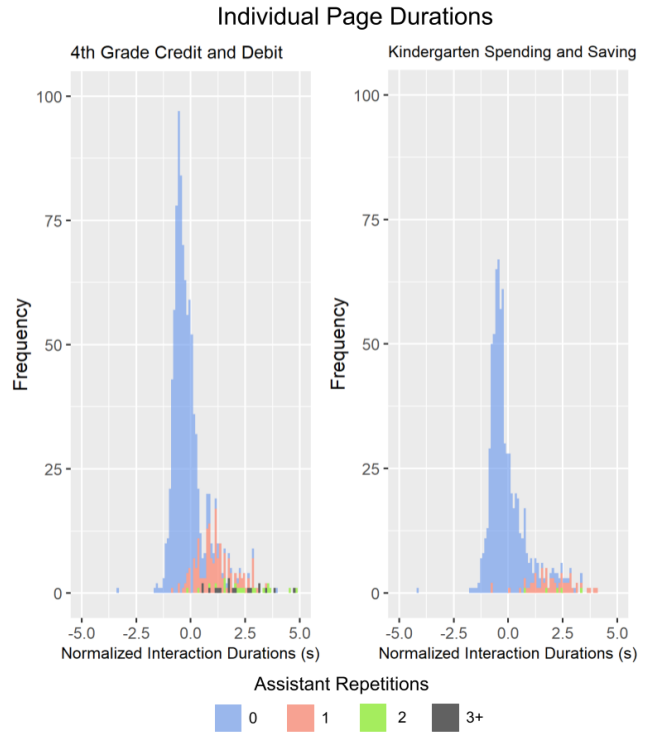 Individual Page Durations
4th Grade Credit and Debit
Kindergarten Spending and Saving
Frequency
100
75
50
25
0
-5.0 -2.5 0.0 2.5 5.0
Normalized Interaction Durations (s)
Frequency
100
75
50
25
0
-5.0 -2.5 0.0 2.5 5.0
Normalized Interaction Durations (s)
Assistant Repetitions
0 1 2 3+